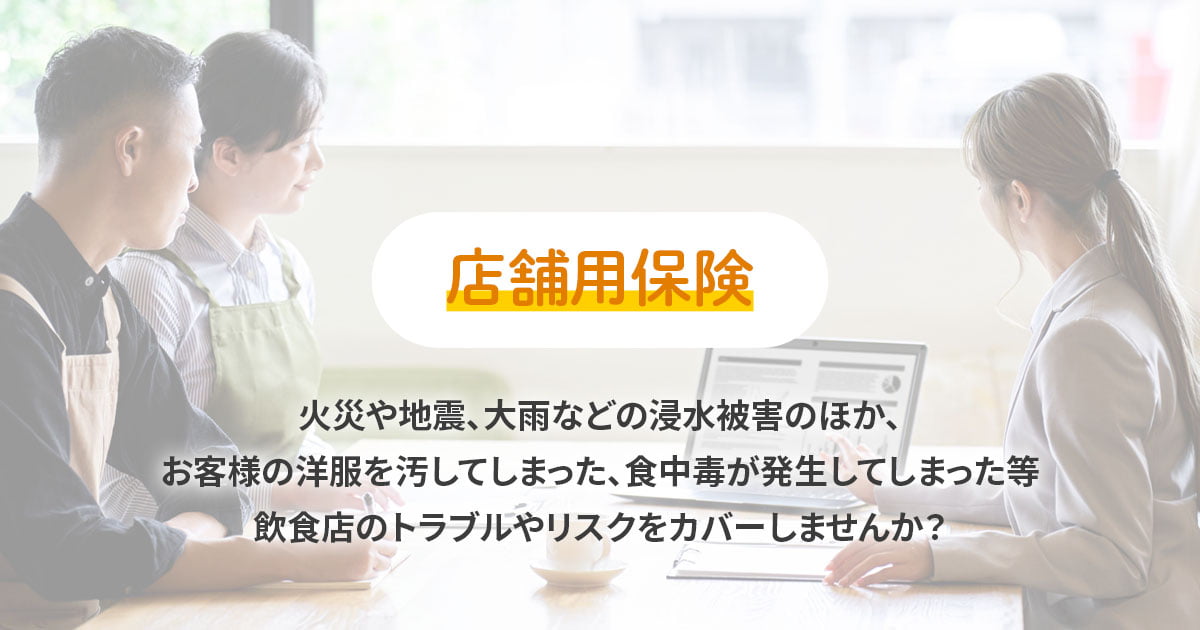 店舗用保険
火災や地震、大雨などの浸水被害のほか、
お客様の洋服を汚してしまった、食中毒が発生してしまった等
飲食店のトラブルやリスクをカバーしませんか？